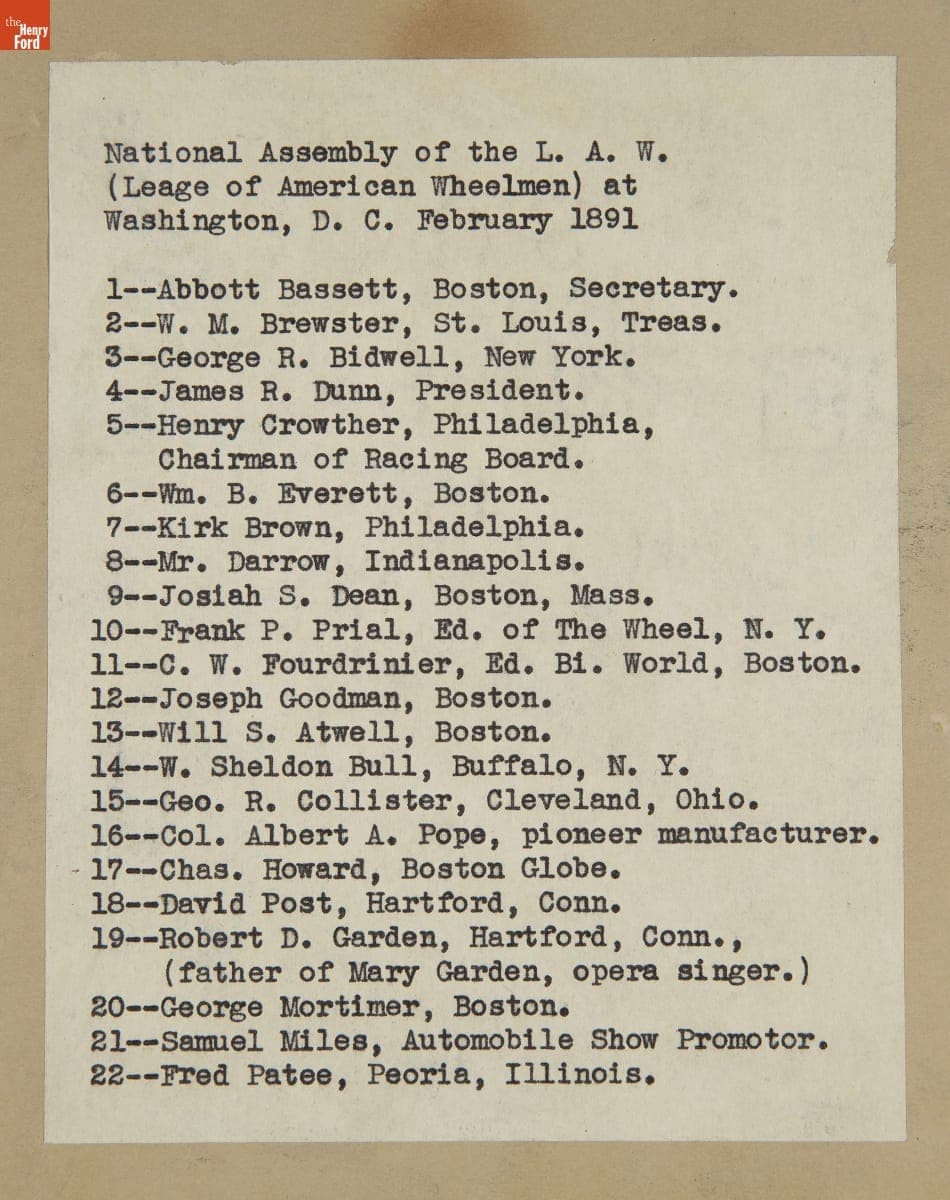 the
Henry
Ford
National Assembly of the L. A. W.
(Leage of American Wheelmen) at
Washington, D. C. February 1891
1--Abbott Bassett, Boston, Secretary.
2--W. M. Brewster, St. Louis, Treas.
3--George R. Bidwell, New York.
4--James R. Dunn, President.
5--Henry Crowther, Philadelphia,
Chairman of Racing Board.
6--Wm. B. Everett, Boston.
7--Kirk Brown, Philadelphia.
8--Mr. Darrow, Indianapolis.
9--Josiah S. Dean, Boston, Mass.
10--Frank P. Prial, Ed. of The Wheel, N. Y.
11--C. W. Fourdrinier, Ed. Bi. World, Boston.
12--Joseph Goodman, Boston.
13--Will S. Atwell, Boston.
14--W. Sheldon Bull, Buffalo, N. Y.
15--Geo. R. Collister, Cleveland, Ohio.
16--Col. Albert A. Pope, pioneer manufacturer.
17--Chas. Howard, Boston Globe.
18--David Post, Hartford, Conn.
19--Robert D. Garden, Hartford, Conn.,
(father of Mary Garden, opera singer.)
20--George Mortimer, Boston.
21--Samuel Miles, Automobile Show Promotor.
22--Fred Patee, Peoria, Illinois.